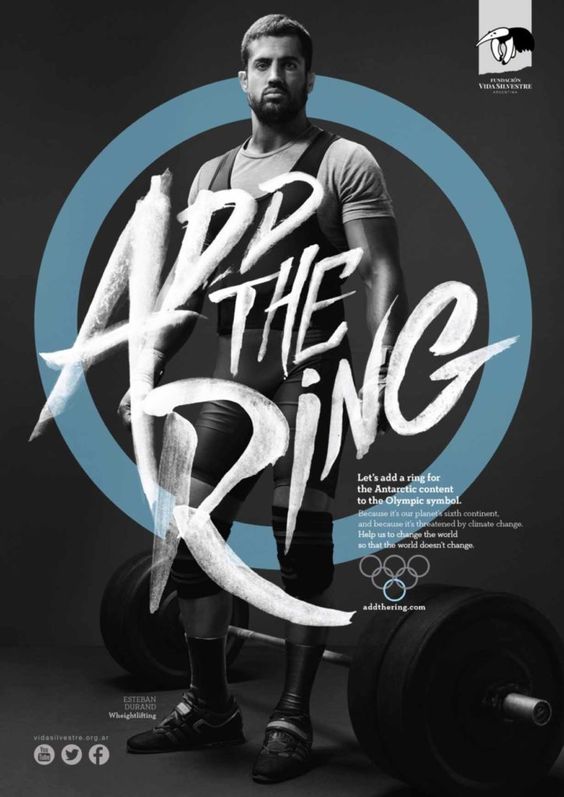 FUNDACIÓN
VIDA SILVESTRE
ARGENTINA
ADD
THE
RiNG
Let's add a ring for
the Antarctic content
to the Olympic symbol.
Because it's our planet's sixth continent,
and because it's threatened by climate change.
Help us to change the world
so that the world doesn't change.
addthering.com
ESTEBAN
DURAND
Wheightlifting
vidasilvestre.org.ar
You
Tube